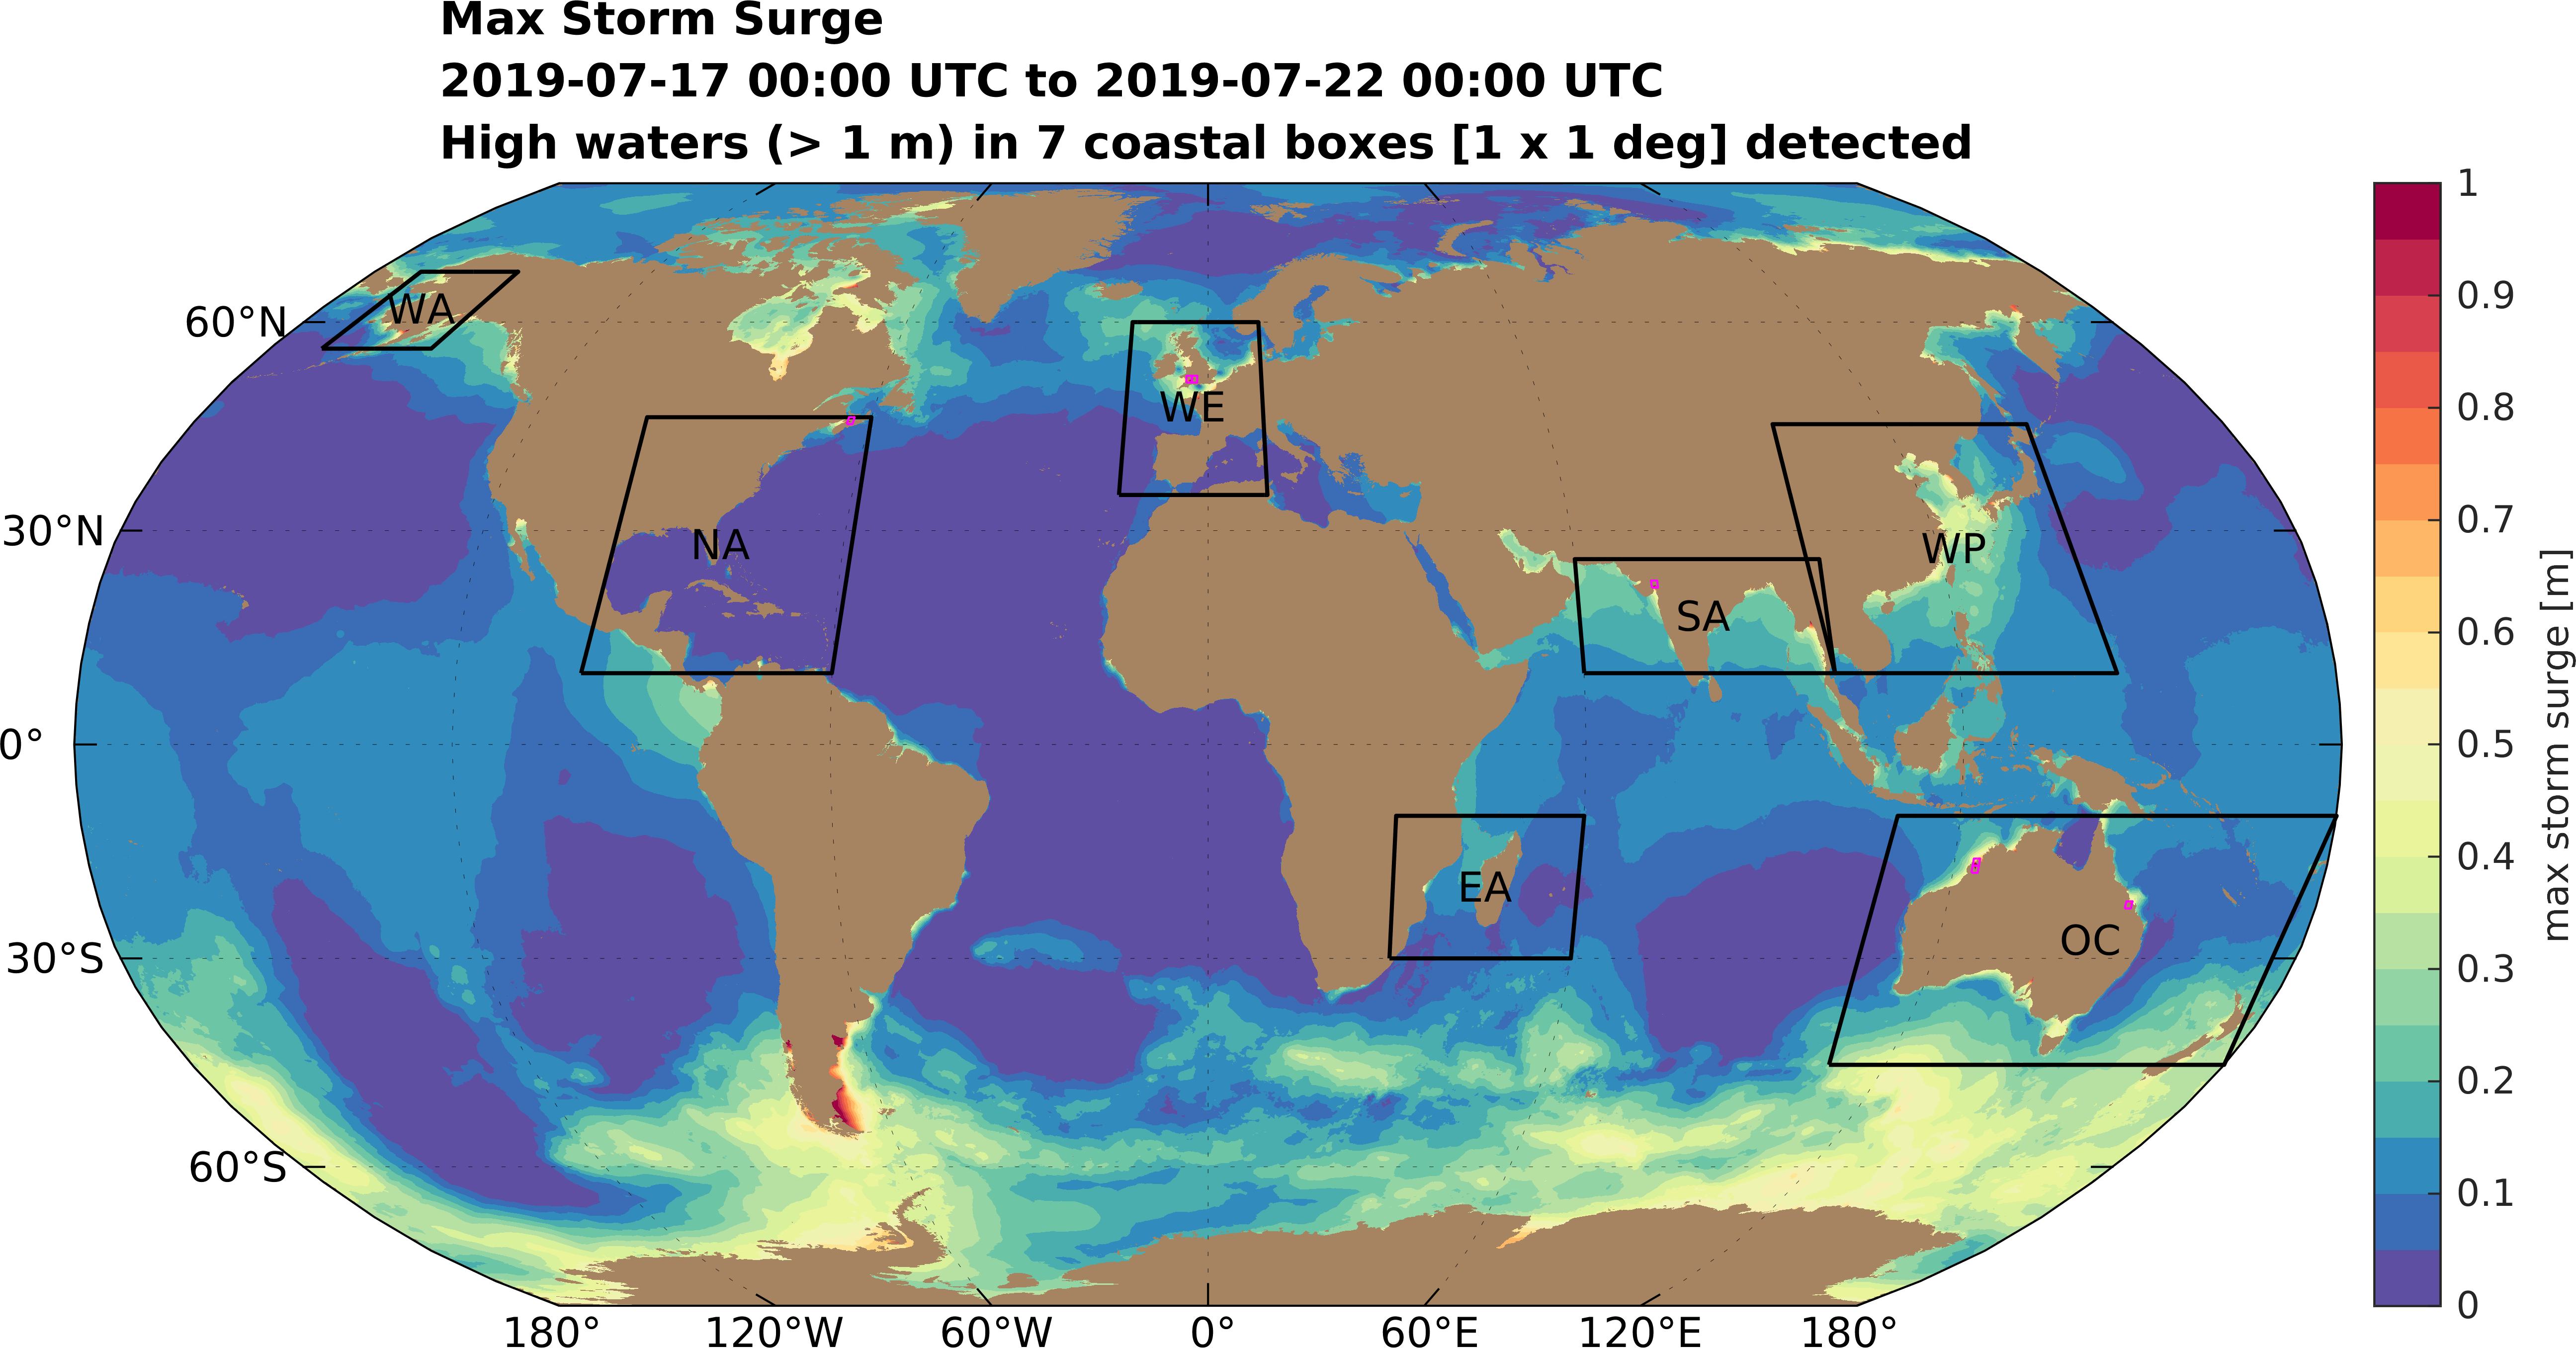 Max Storm Surge
2019-07-17 00:00 UTC to 2019-07-22 00:00 UTC
High waters (> 1 m) in 7 coastal boxes [1 x 1 deg] detected
60°N
30°N
0°
30°S
60°S
180°
120°W
60°W
0°
60°E
120°E
180°
WA
NA
WE
SA
WP
EA
OC
1
0.9
0.8
0.7
0.6
0.5
0.4
0.3
0.2
0.1
0
max storm surge [m]